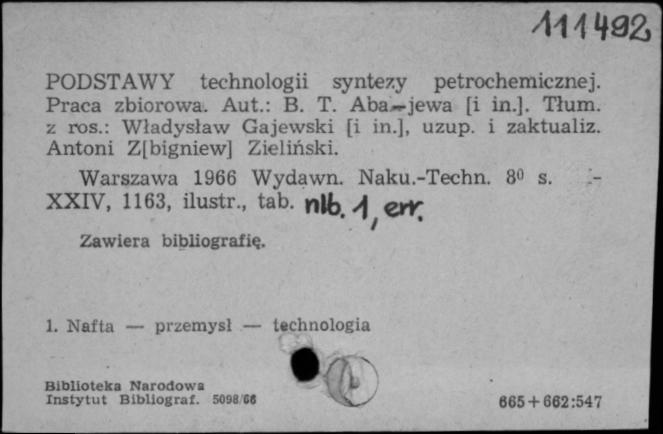 111492
PODSTAWY technologii syntezy petrochemicznej.
Praca zbiorowa. Aut.: B. T. Aba-jewa [i in.]. Tłum.
z ros.: Władysław Gajewski [i in.], uzup. i zaktualiz.
Antoni Z[bigniew] Zieliński.
Warszawa 1966 Wydawn. Nauk.-Techn. 8⁰ s.
XXIV, 1163, ilustr., tab. nlb. 1, err.
Zawiera bibliografię.
1. Nafta — przemysł — technologia
Biblioteka Narodowa
Instytut Bibliograf. 5098/66
665+662:547